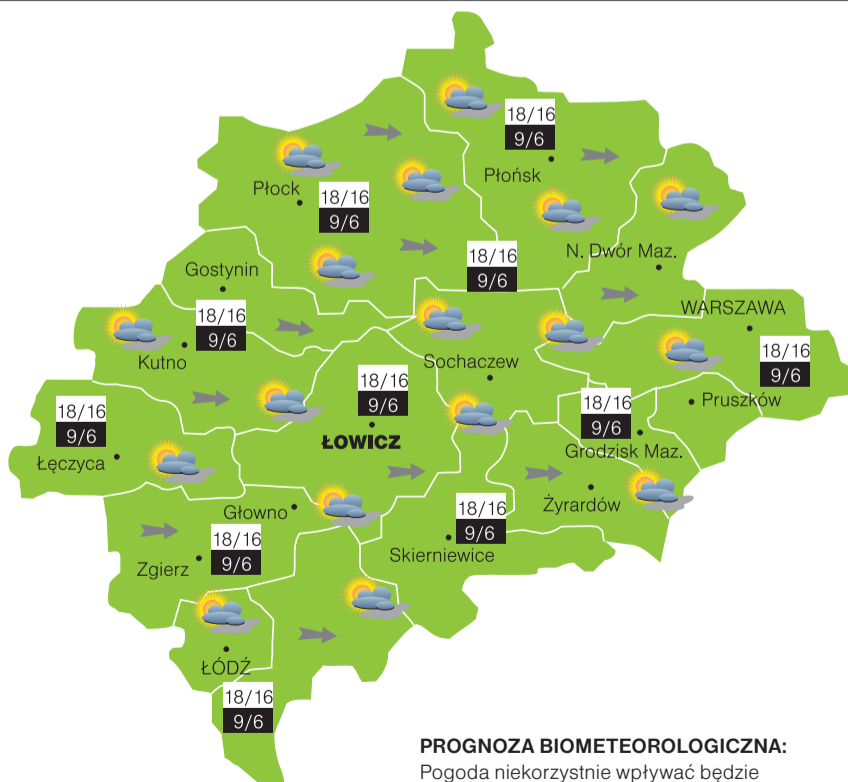 18/16
9/6
Płońsk
Płock
18/16
9/6
N. Dwór Maz.
18/16
9/6
Gostynin
WARSZAWA
18/16
9/6
Kutno
18/16
9/6
Sochaczew
18/16
9/6
ŁOWICZ
Pruszków
18/16
9/6
Grodzisk Maz.
18/16
9/6
Łęczyca
Żyrardów
Głowno
18/16
9/6
Skierniewice
18/16
9/6
Zgierz
ŁÓDŹ
18/16
9/6
PROGNOZA BIOMETEOROLOGICZNA:
Pogoda niekorzystnie wpływać będzie